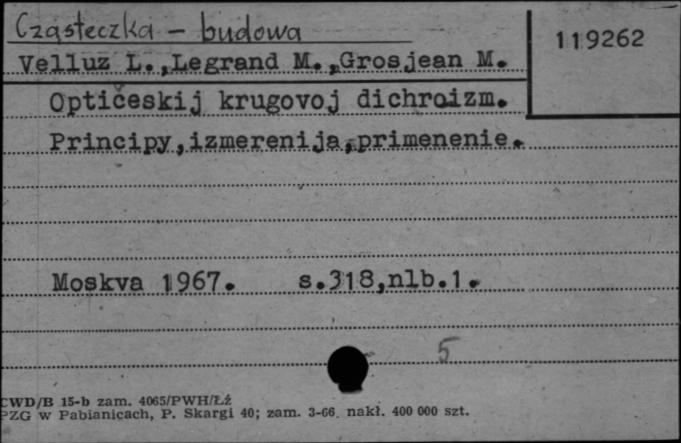 Cząsteczka – budowa
119262
Velluz L.,Legrand M.,Grosjean M.
Optičeskij krugovoj dichroizm.
Principy,izmerenija,primenenie.
Moskva 1967. s.318,nlb.1.
5
CWD/B 15-b zam. 4065/PWH/Łź
PZG w Pabianicach, P. Skargi 40; zam. 3-66. nakł. 400 000 szt.